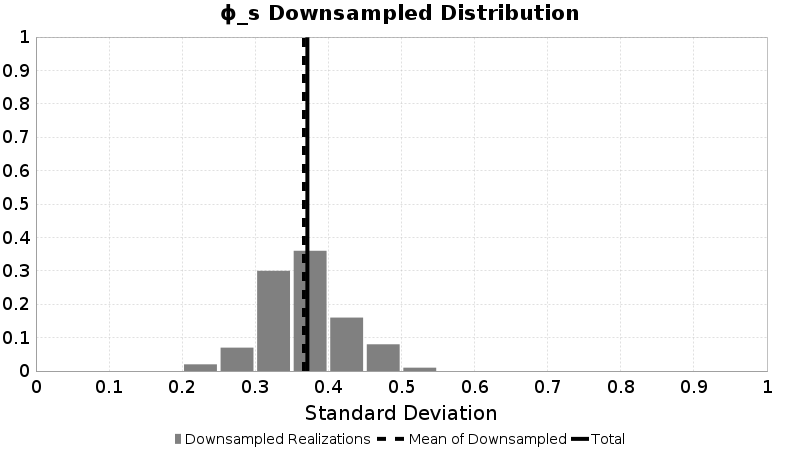 ϕ_s Downsampled Distribution
1
0.9
0.8
0.7
0.6
0.5
0.4
0.3
0.2
0.1
0
0 0.1 0.2 0.3 0.4 0.5 0.6 0.7 0.8 0.9 1
Standard Deviation
Downsampled Realizations Mean of Downsampled Total